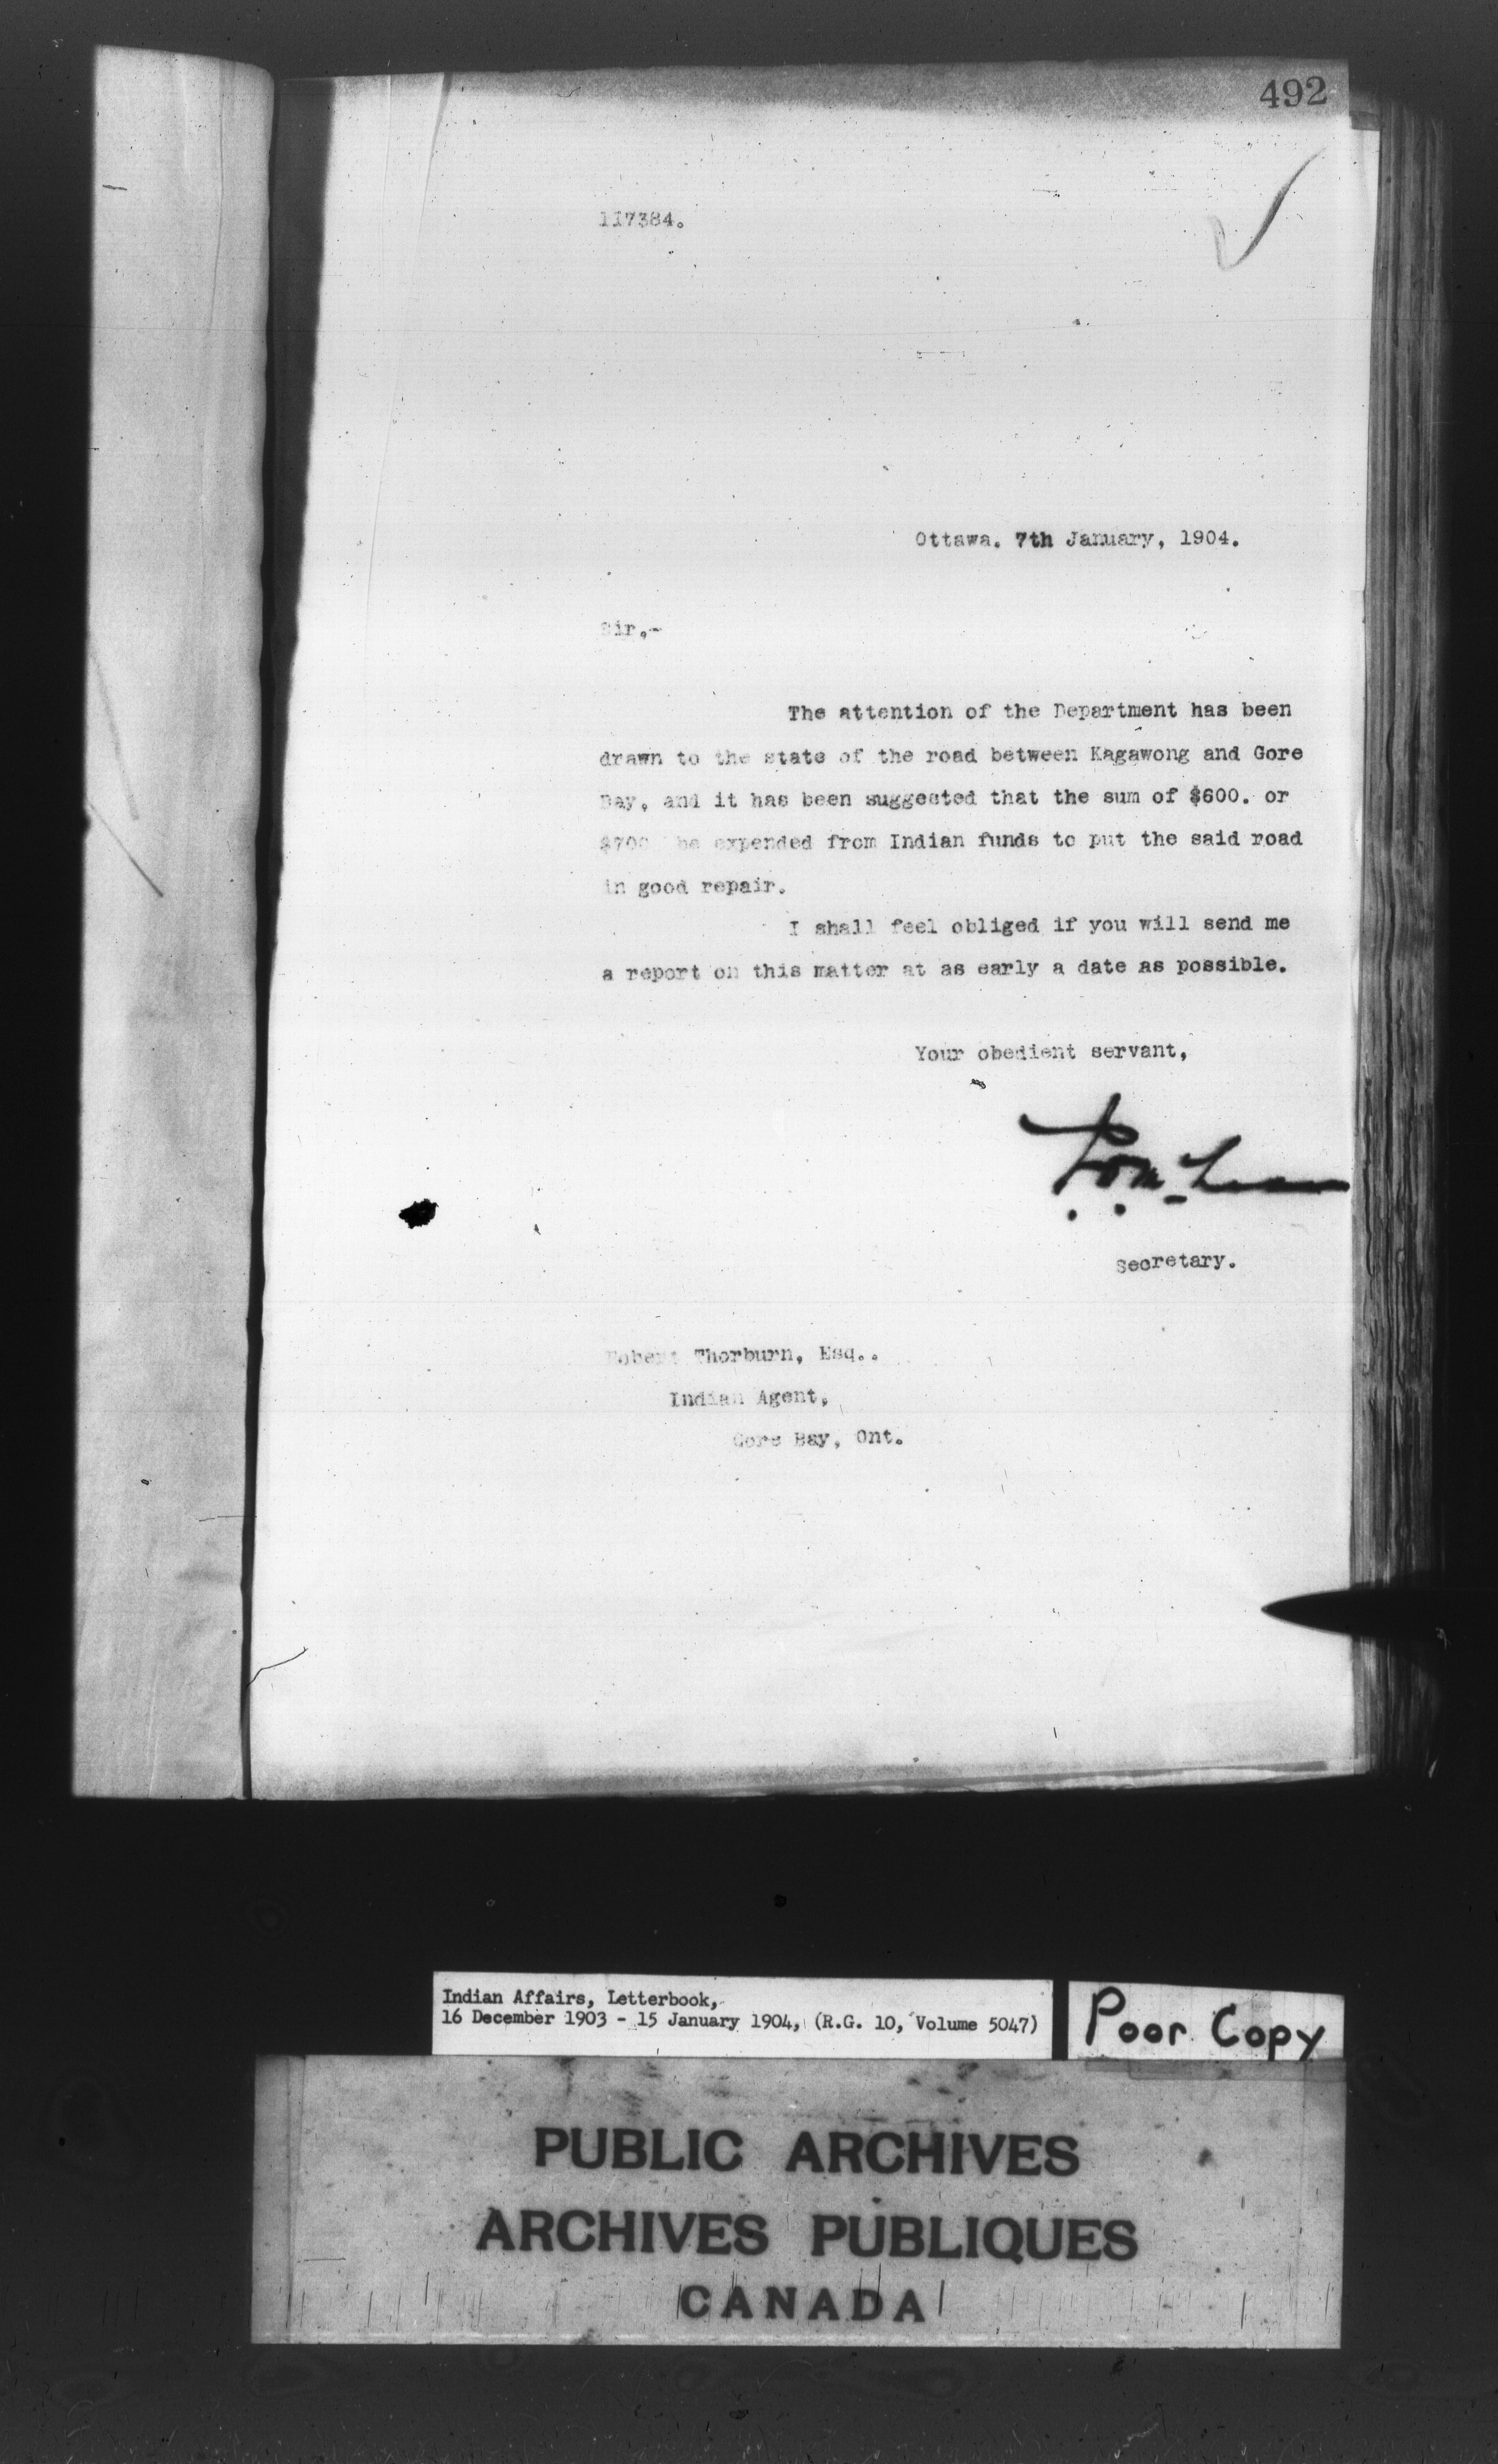 492
117384.
Ottawa. 7th January, 1904.
Sir,-
The attention of the Department has been
drawn to the state of the road between Kagawong and Gore
Bay, and it has been suggested that the sum of $600. or
$700 be expended from Indian funds to put the said road
in good repair.
I shall feel obliged if you will send me
a report on this matter at as early a date as possible.
Your obedient servant,
Secretary.
Robert Thorburn, Esq..
Indian Agent,
Gore Bay, Ont.
Indian Affairs, Letterbook,
16 December 1903 - 15 January 1904, (R.G. 10, Volume 5047)
Poor Copy
PUBLIC ARCHIVES
ARCHIVES PUBLIQUES
CANADA